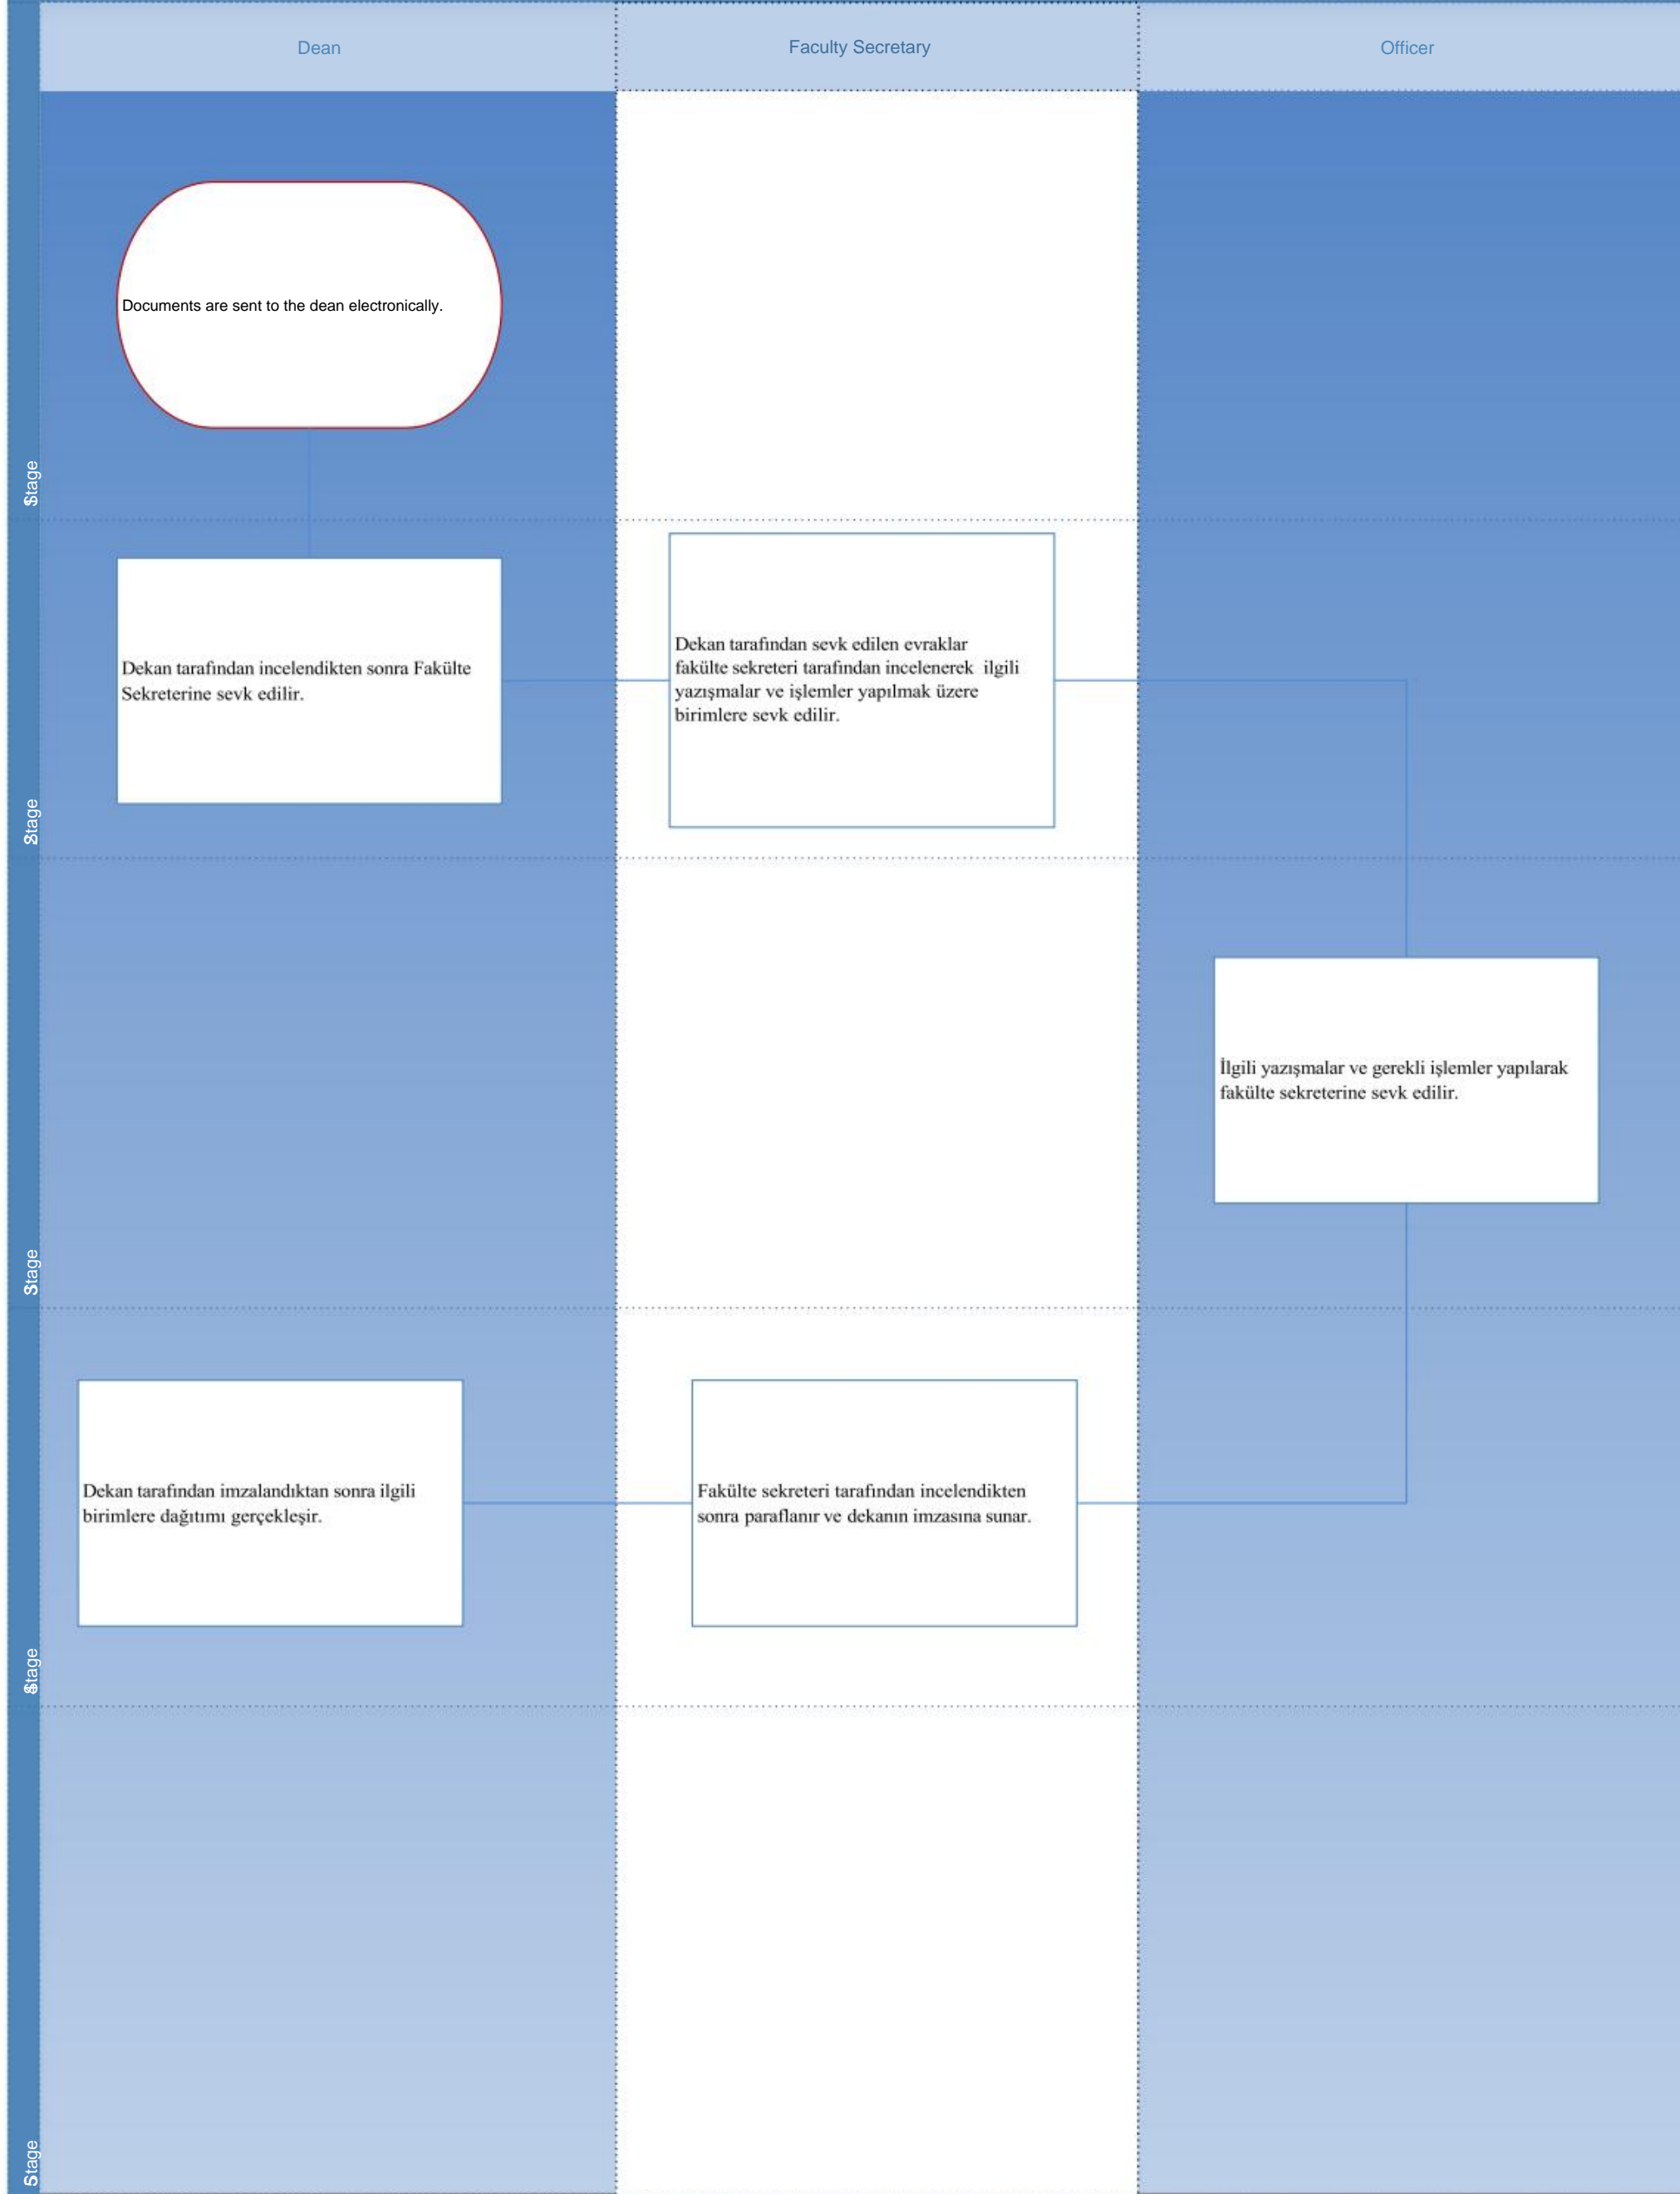 Dean
Faculty Secretary
Officer
Documents are sent to the dean electronically.
Stage
Dekan tarafından incelendikten sonra Fakülte
Sekreterine sevk edilir.
Dekan tarafından sevk edilen evraklar
fakülte sekreteri tarafından incelenerek ilgili
yazışmalar ve işlemler yapılmak üzere
birimlere sevk edilir.
Stage
İlgili yazışmalar ve gerekli işlemler yapılarak
fakülte sekreterine sevk edilir.
Stage
Dekan tarafından imzalandıktan sonra ilgili
birimlere dağıtımı gerçekleşir.
Fakülte sekreteri tarafından incelendikten
sonra paraflanır ve dekanın imzasına sunar.
Stage
Stage